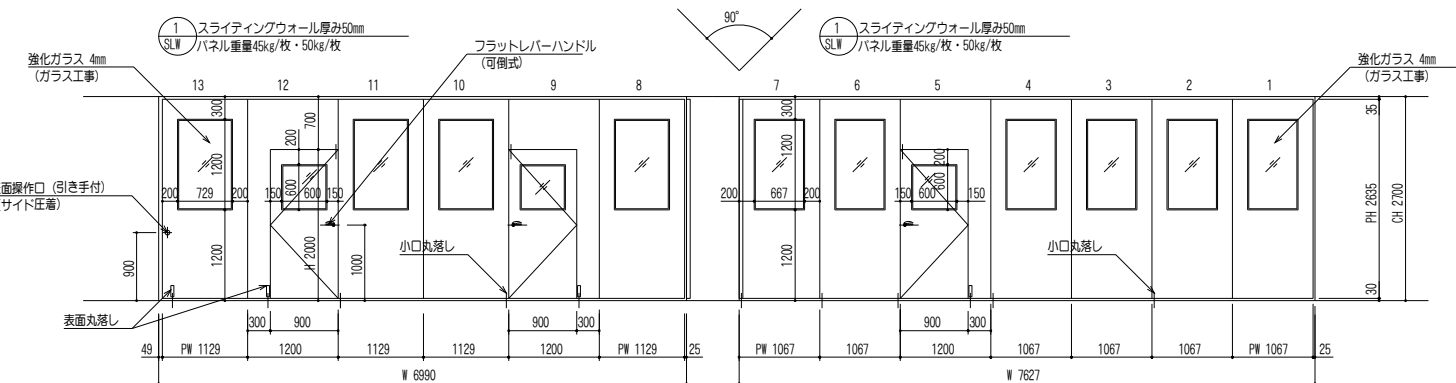 1
SLW
スライディングウォール厚み50mm
パネル重量45kg/枚・50kg/枚
90°
1
SLW
スライディングウォール厚み50mm
パネル重量45kg/枚・50kg/枚
強化ガラス 4mm
(ガラス工事)
フラットレバーハンドル
(可倒式)
強化ガラス 4mm
(ガラス工事)
13 12 11 10 9 8 7 6 5 4 3 2 1
300 700 300 35
200
1200 1200 200
600 600
面操作口 (引き手付)
サイド圧着)
200 729 200 150 600 150 200 667 200 150 600 150
PH 2635
CH 2700
900
1200
H 2000
1000
小口丸落し
1200
小口丸落し
30
表面丸落し
300 900 900 300 900 300
49 PW 1129 1200 1129 1129 1200 PW 1129 25 PW 1067 1067 1200 1067 1067 1067 PW 1067 25
W 6990 W 7627